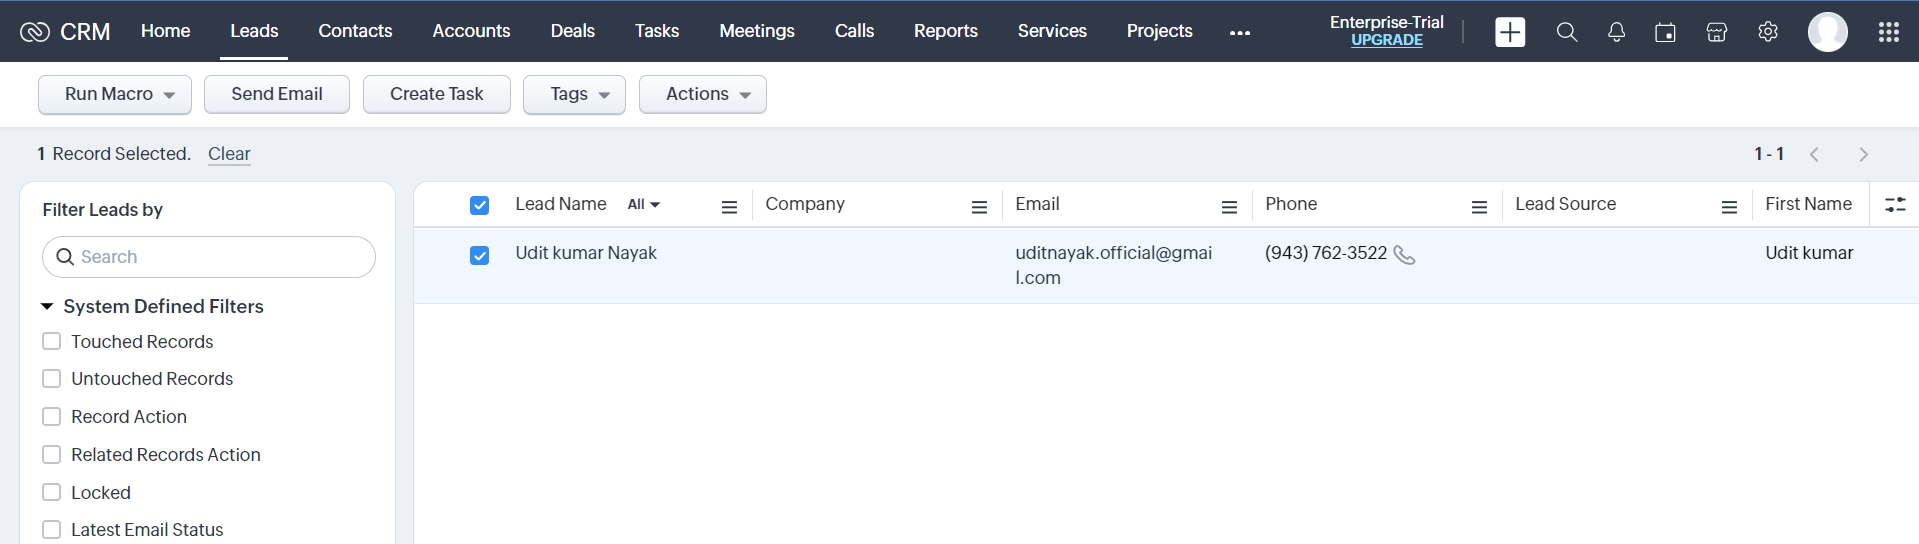 CRM Home Leads Contacts Accounts Deals Tasks Meetings Calls Reports Services Projects ... Enterprise-Trial
UPGRADE
Run Macro Send Email Create Task Tags Actions
1 Record Selected. Clear 1 - 1
Filter Leads by
Search
System Defined Filters
Touched Records
Untouched Records
Record Action
Related Records Action
Locked
Latest Email Status
Lead Name All Company Email Phone Lead Source First Name
Udit kumar Nayak uditnayak.official@gmai (943) 762-3522 Udit kumar
l.com